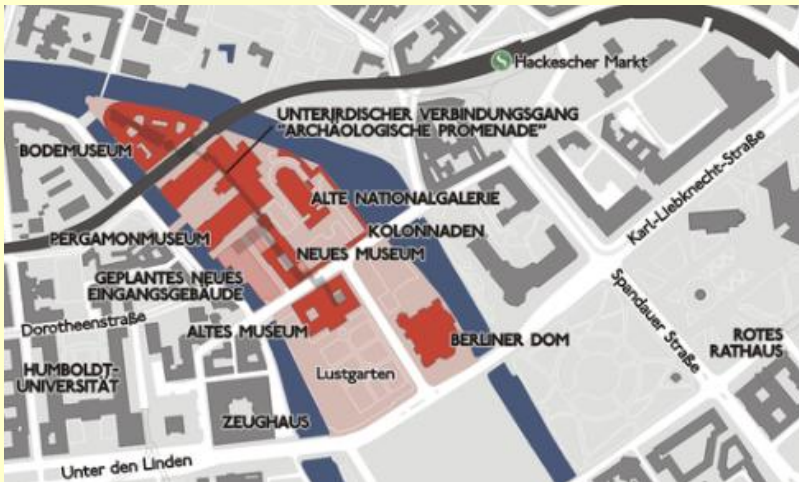 Hackescher Markt
UNTERIRDISCHER VERBINDUNGSGANG
"ARCHÄOLOGISCHE PROMENADE"
BODEMUSEUM
ALTE NATIONALGALERIE
Karl-Liebknecht-Straße
KOLONNADEN
PERGAMONMUSEUM
NEUES MUSEUM
GEPLANTES NEUES
EINGANGSGEBÄUDE
Dorotheenstraße
ALTES MUSEUM
Spandauer Straße
BERLINER DOM
ROTES
RATHAUS
HUMBOLDT-
UNIVERSITÄT
Lustgarten
ZEUGHAUS
Unter den Linden